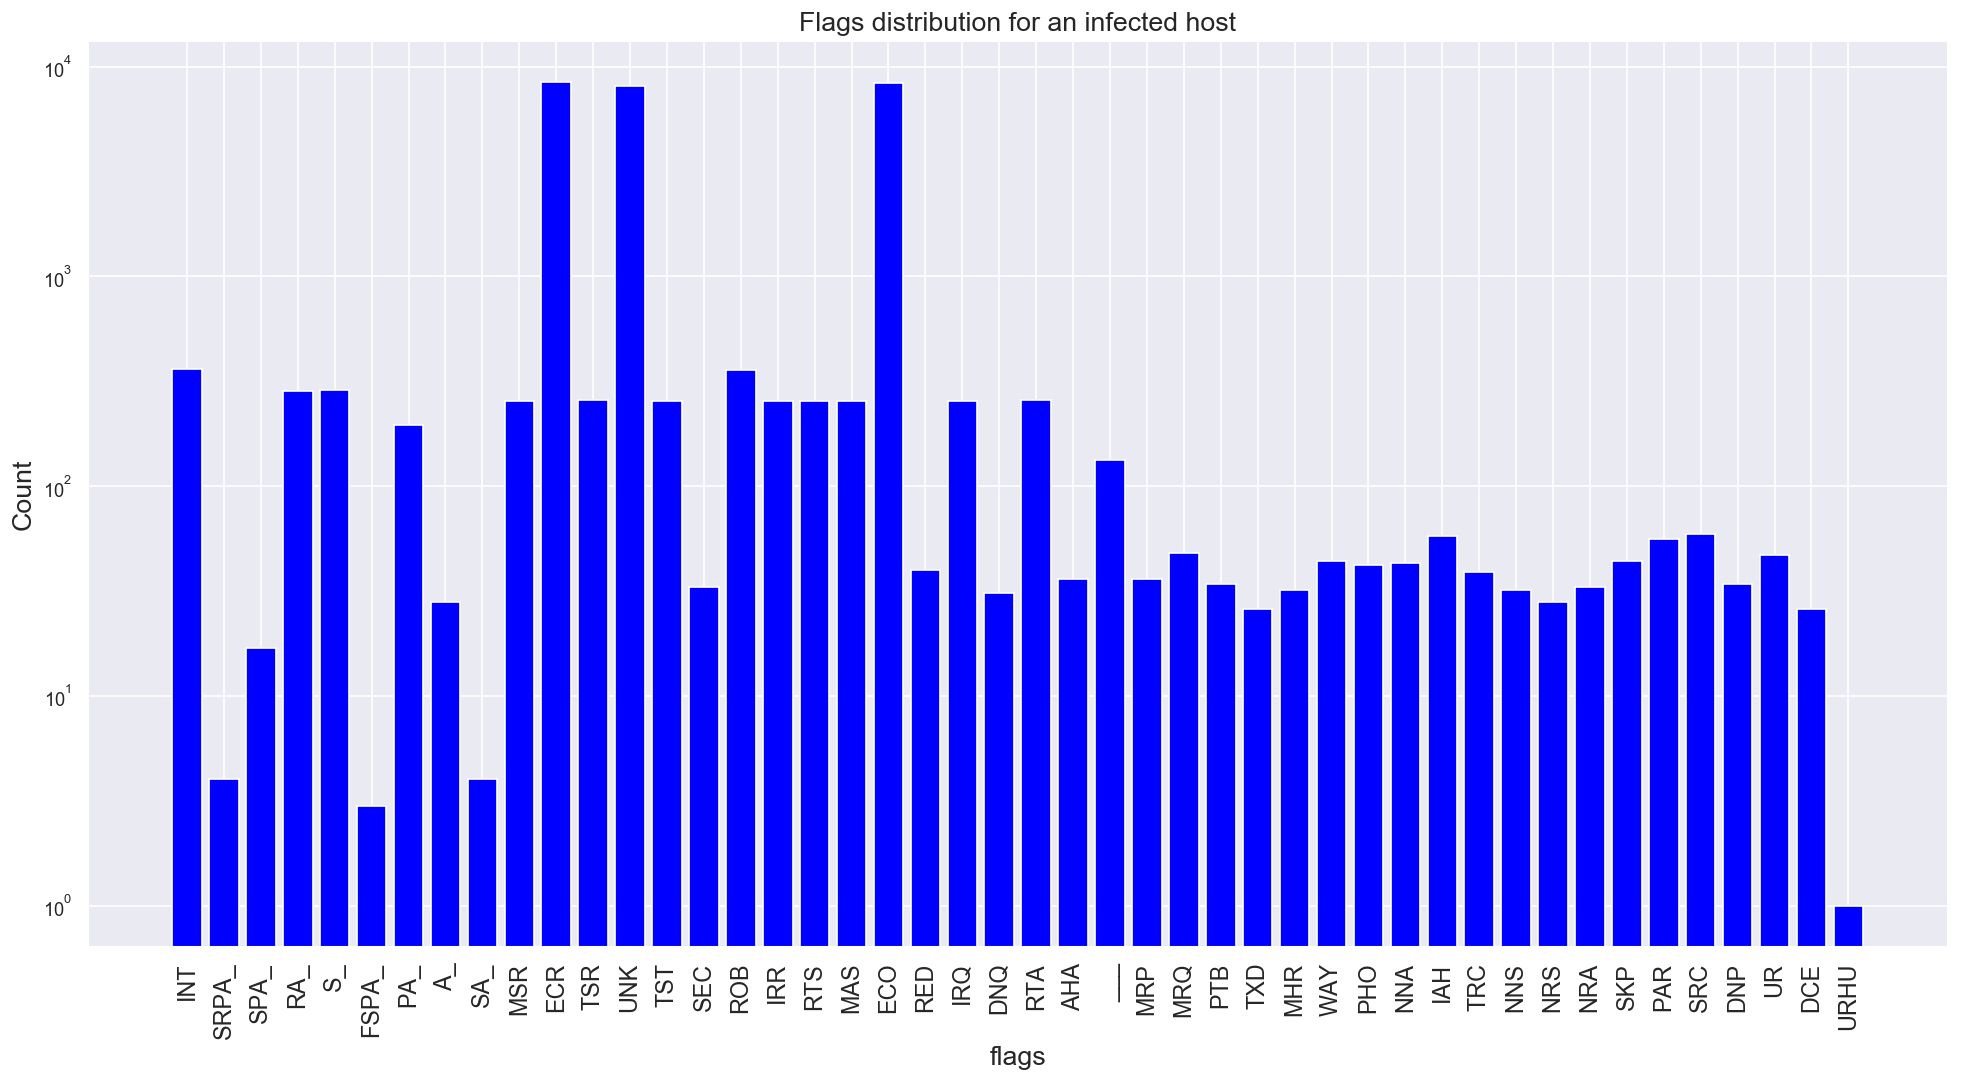 Flags distribution for an infected host
10^4
10^3
10^2
10^1
10^0
Count
INT
SRPA_
SPA_
RA_
S_
FSPA_
PA_
A_
SA_
MSR
ECR
TSR
UNK
TST
SEC
ROB
IRR
RTS
MAS
ECO
RED
IRQ
DNQ
RTA
AHA
___
MRP
MRQ
PTB
TXD
MHR
WAY
PHO
NNA
IAH
TRC
NNS
NRS
NRA
SKP
PAR
SRC
DNP
UR
DCE
URHU
flags